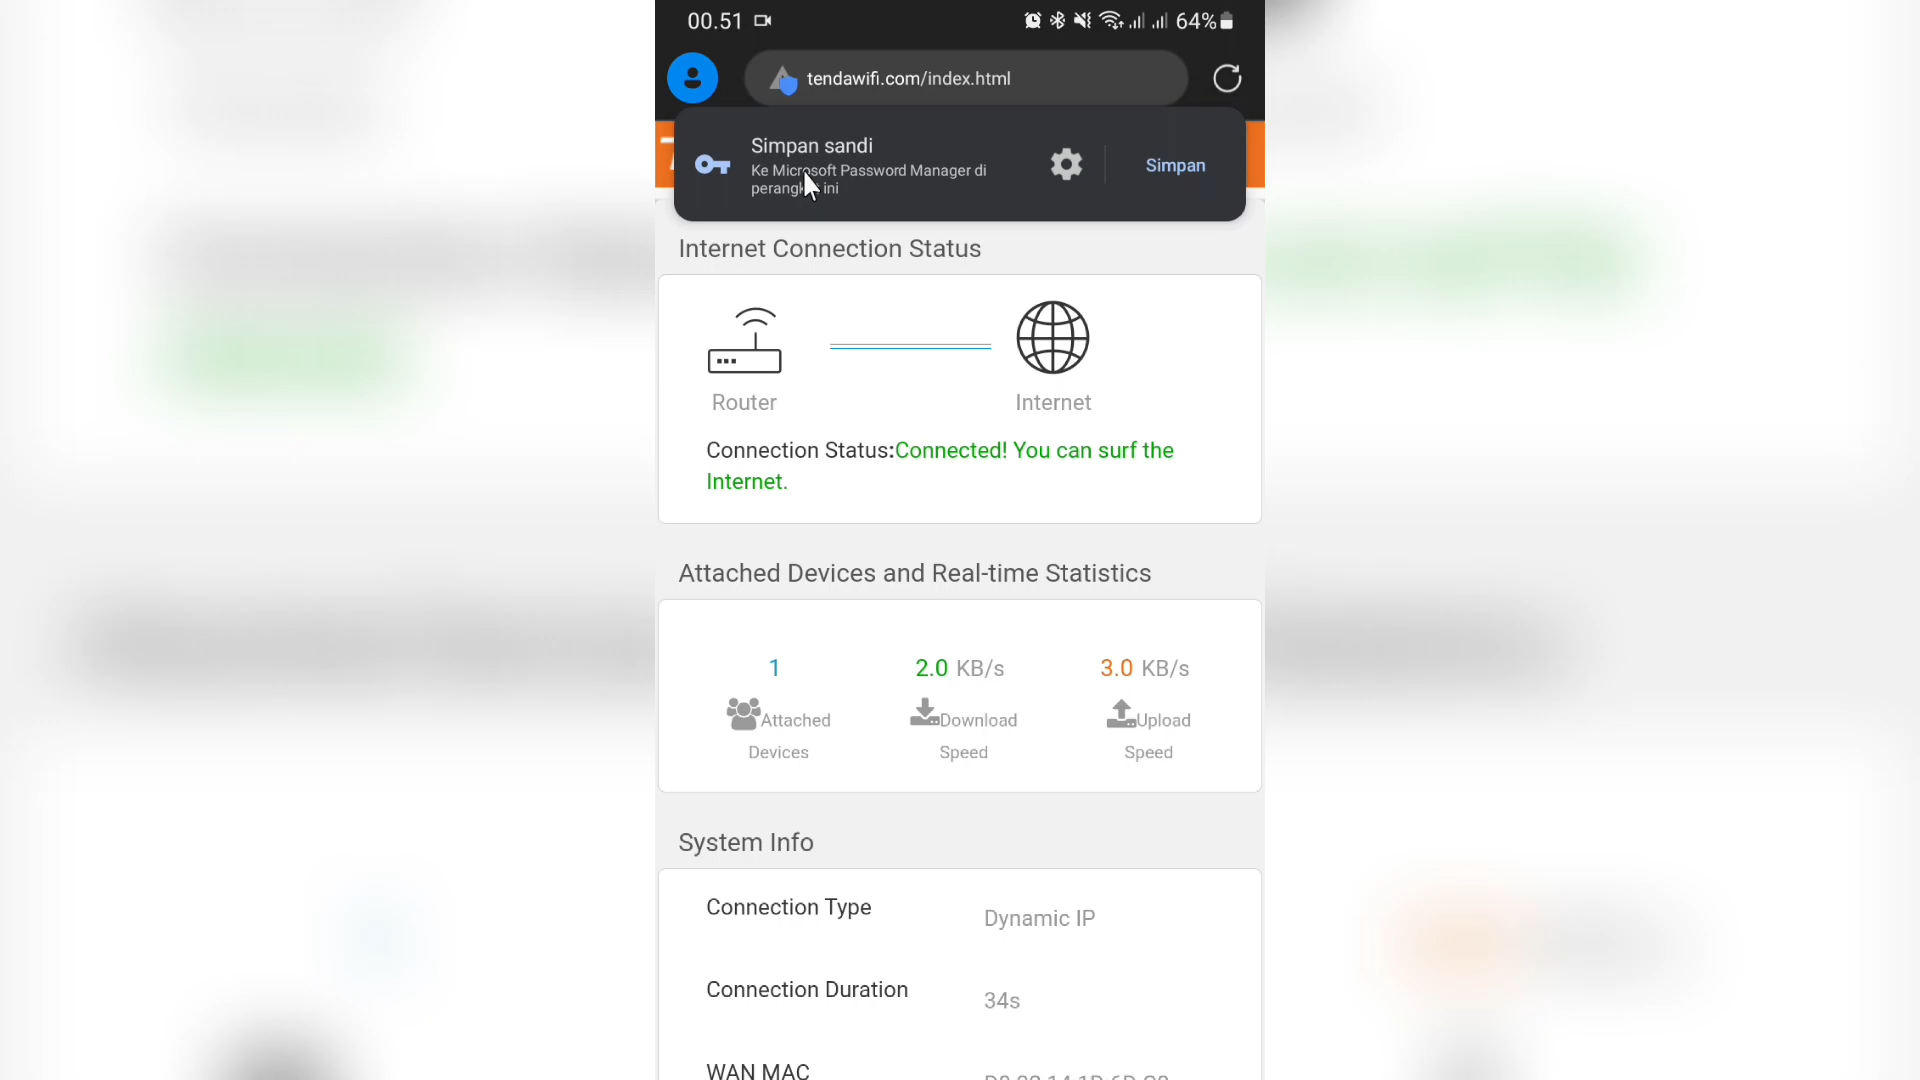 00.51 64%
tendawifi.com/index.html
Simpan sandi
Ke Microsoft Password Manager di
ini
Simpan
Internet Connection Status
Router Internet
Connection Status:Connected! You can surf the
Internet.
Attached Devices and Real-time Statistics
1 2.0 KB/s 3.0 KB/s
Attached Download Upload
Devices Speed Speed
System Info
Connection Type Dynamic IP
Connection Duration 34s
WAN MAC